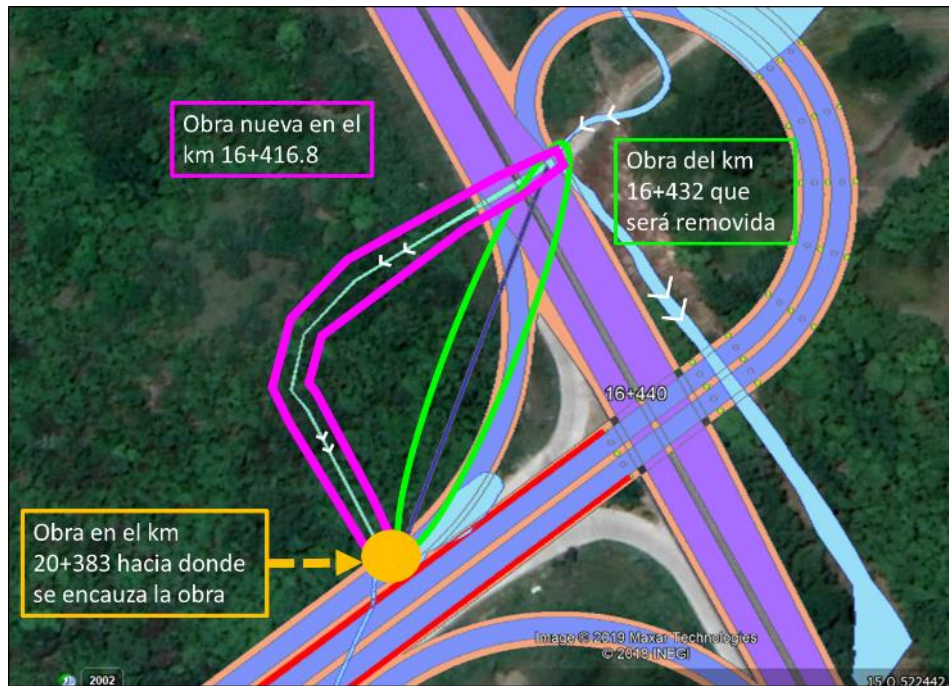 Obra nueva en el
km 16+416.8
Obra del km
16+432 que
será removida
16+440
Obra en el km
20+383 hacia donde
se encauza la obra
Image © 2019 Maxar Technologies
© 2018 INEGI
2002
15 Q 522442